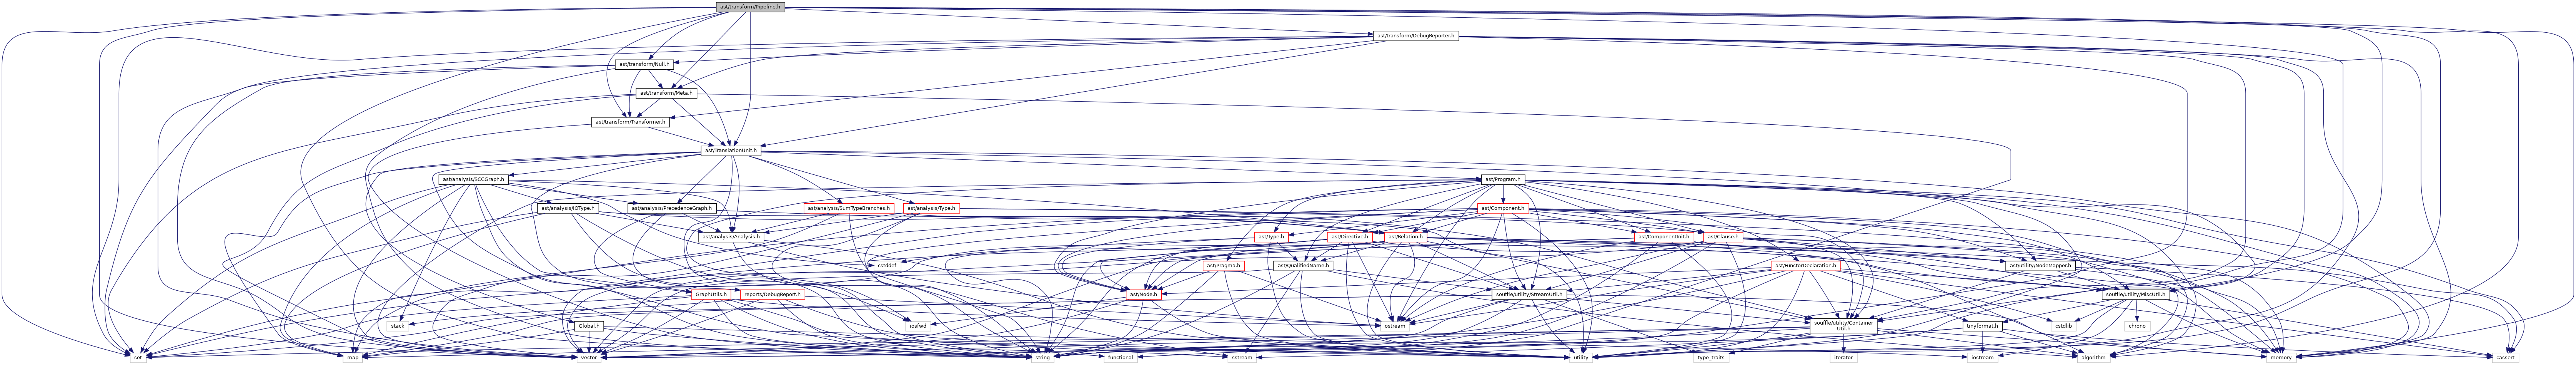 ast/transform/Pipeline.h
ast/transform/DebugReporter.h
ast/transform/Null.h
ast/transform/Meta.h
ast/transform/Transformer.h
ast/TranslationUnit.h
ast/analysis/SCCGraph.h
ast/Program.h
ast/analysis/IOType.h
ast/analysis/PrecedenceGraph.h
ast/analysis/SumTypeBranches.h
ast/analysis/Type.h
ast/Component.h
ast/analysis/Analysis.h
ast/Type.h
ast/Directive.h
ast/Relation.h
ast/ComponentInit.h
ast/Clause.h
cstddef
ast/Pragma.h
ast/QualifiedName.h
ast/FunctorDeclaration.h
ast/utility/NodeMapper.h
GraphUtils.h
reports/DebugReport.h
ast/Node.h
souffle/utility/StreamUtil.h
souffle/utility/MiscUtil.h
stack
Global.h
iosfwd
ostream
souffle/utility/Container
Util.h
tinyformat.h
cstdlib
chrono
set
map
vector
string
functional
sstream
utility
type_traits
iterator
iostream
algorithm
memory
cassert